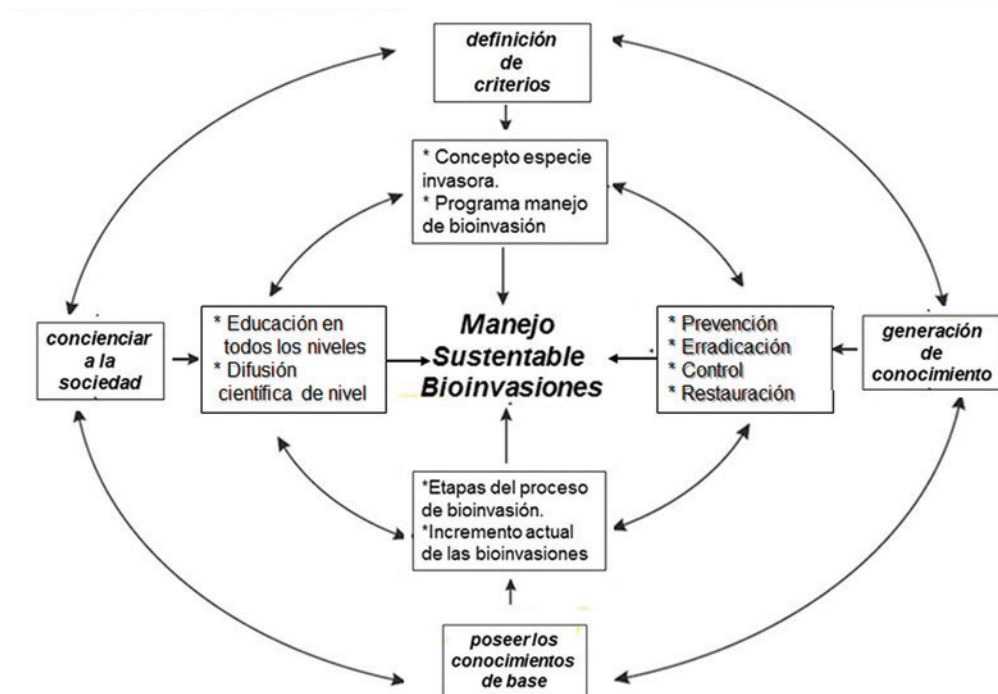 definición
de
criterios
* Concepto especie
invasora.
* Programa manejo
de bioinvasión
concienciar
a la
sociedad
* Educación en
todos los niveles
* Difusión
científica de nivel
Manejo
Sustentable
Bioinvasiones
* Prevención
* Erradicación
* Control
* Restauración
generación
de
conocimiento
*Etapas del proceso
de bioinvasión.
*Incremento actual
de las bioinvasiones
poseer los
conocimientos
de base